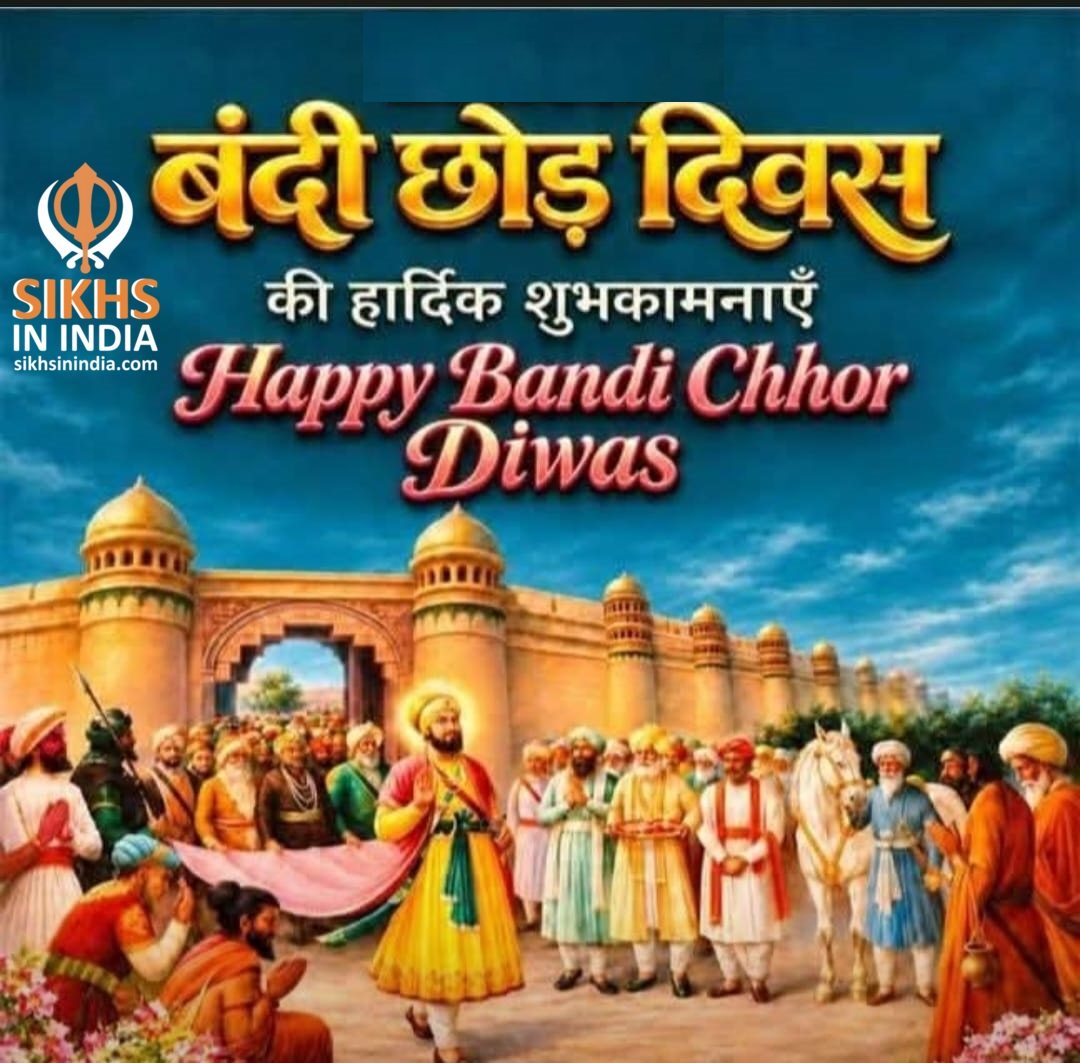 बंदी छोड़ दिवस
की हार्दिक शुभकामनाएँ
SIKHS
IN INDIA
sikhsinindia.com
Happy Bandi Chhor
Diwas